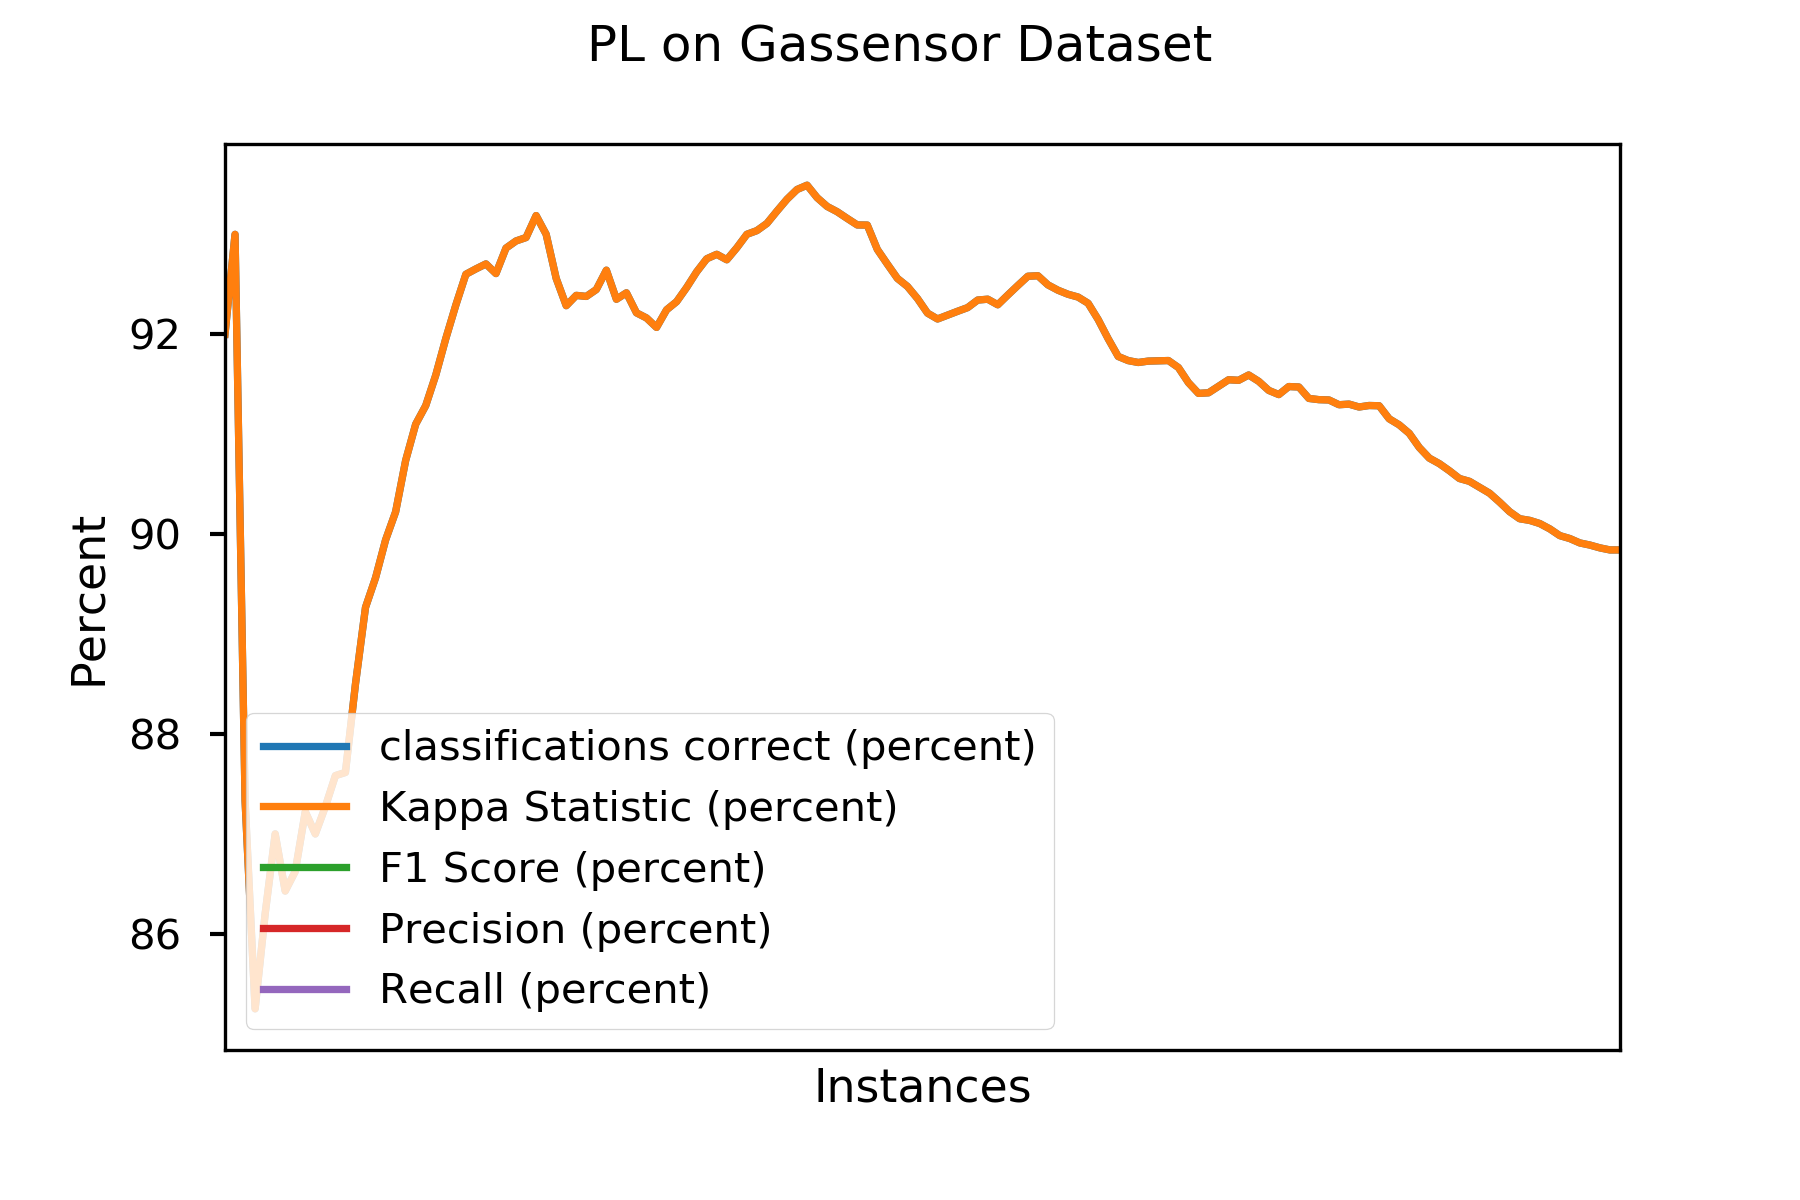 PL on Gassensor Dataset
92
90
88
86
Percent
classifications correct (percent)
Kappa Statistic (percent)
F1 Score (percent)
Precision (percent)
Recall (percent)
Instances